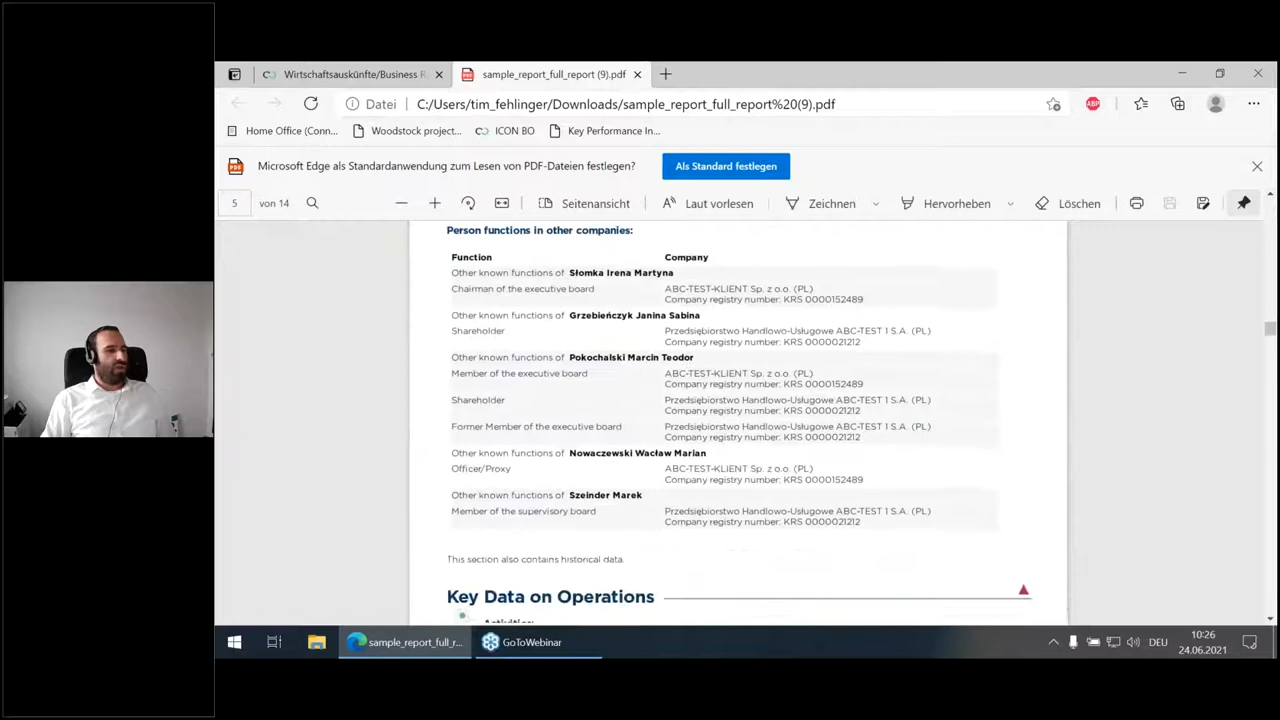 Wirtschaftsauskünfte/Business R
sample_report_full_report (9).pdf
Datei
C:/Users/tim_fehlinger/Downloads/sample_report_full_report%20(9).pdf
ABP
Home Office (Conn...
Woodstock project...
ICON BO
Key Performance In...
Microsoft Edge als Standardanwendung zum Lesen von PDF-Dateien festlegen?
Als Standard festlegen
5 von 14
Seitenansicht
Laut vorlesen
Zeichnen
Hervorheben
Löschen
Person functions in other companies:
Function Company
Other known functions of Słomka Irena Martyna
Chairman of the executive board ABC-TEST-KLIENT Sp. z o.o. (PL)
Company registry number: KRS 0000152489
Other known functions of Grzebieńczyk Janina Sabina
Shareholder Przedsiębiorstwo Handlowo-Usługowe ABC-TEST 1 S.A. (PL)
Company registry number: KRS 0000021212
Other known functions of Pokochalski Marcin Teodor
Member of the executive board ABC-TEST-KLIENT Sp. z o.o. (PL)
Company registry number: KRS 0000152489
Shareholder Przedsiębiorstwo Handlowo-Usługowe ABC-TEST 1 S.A. (PL)
Company registry number: KRS 0000021212
Former Member of the executive board Przedsiębiorstwo Handlowo-Usługowe ABC-TEST 1 S.A. (PL)
Company registry number: KRS 0000021212
Other known functions of Nowaczewski Wacław Marian
Officer/Proxy ABC-TEST-KLIENT Sp. z o.o. (PL)
Company registry number: KRS 0000152489
Other known functions of Szeinder Marek
Member of the supervisory board Przedsiębiorstwo Handlowo-Usługowe ABC-TEST 1 S.A. (PL)
Company registry number: KRS 0000021212
This section also contains historical data.
Key Data on Operations
Activities:
sample_report_full_r...
GoToWebinar
DEU
10:26
24.06.2021